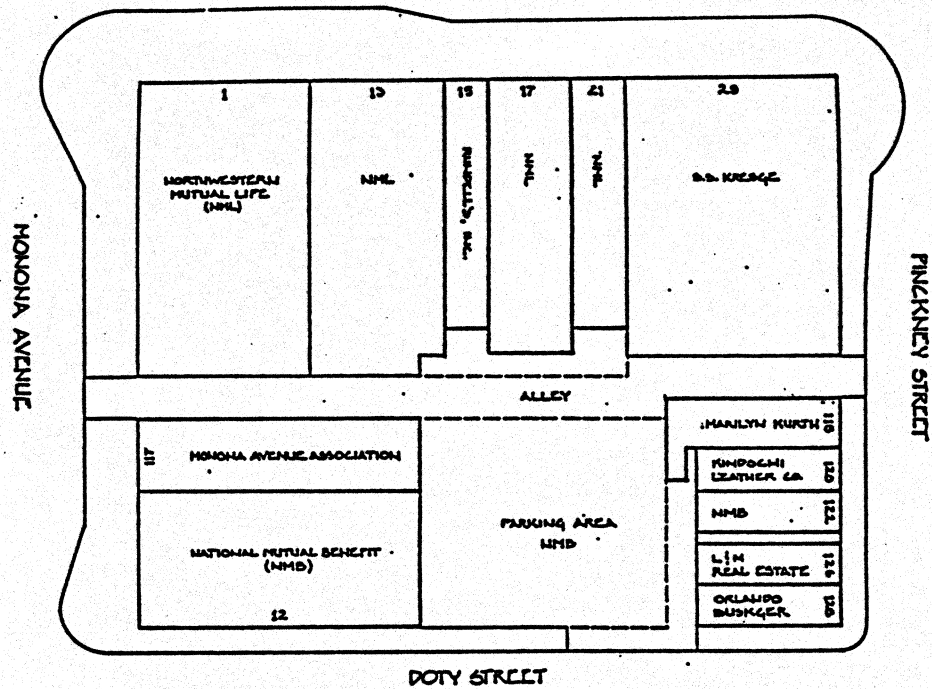 1
13
15
17
21
29
NORTHWESTERN
MUTUAL LIFE
(NML)
NML
NML
NML
S.S. KRESGE
MONONA AVENUE
PINCKNEY STREET
ALLEY
117
MONONA AVENUE ASSOCIATION
MARILYN KURTH
118
KINDSCHI
LEATHER CO
120
NMB
122
PARKING AREA
NMB
NATIONAL MUTUAL BENEFIT
(NMB)
12
L & M
REAL ESTATE
126
ORLANDO
128
DOTY STREET